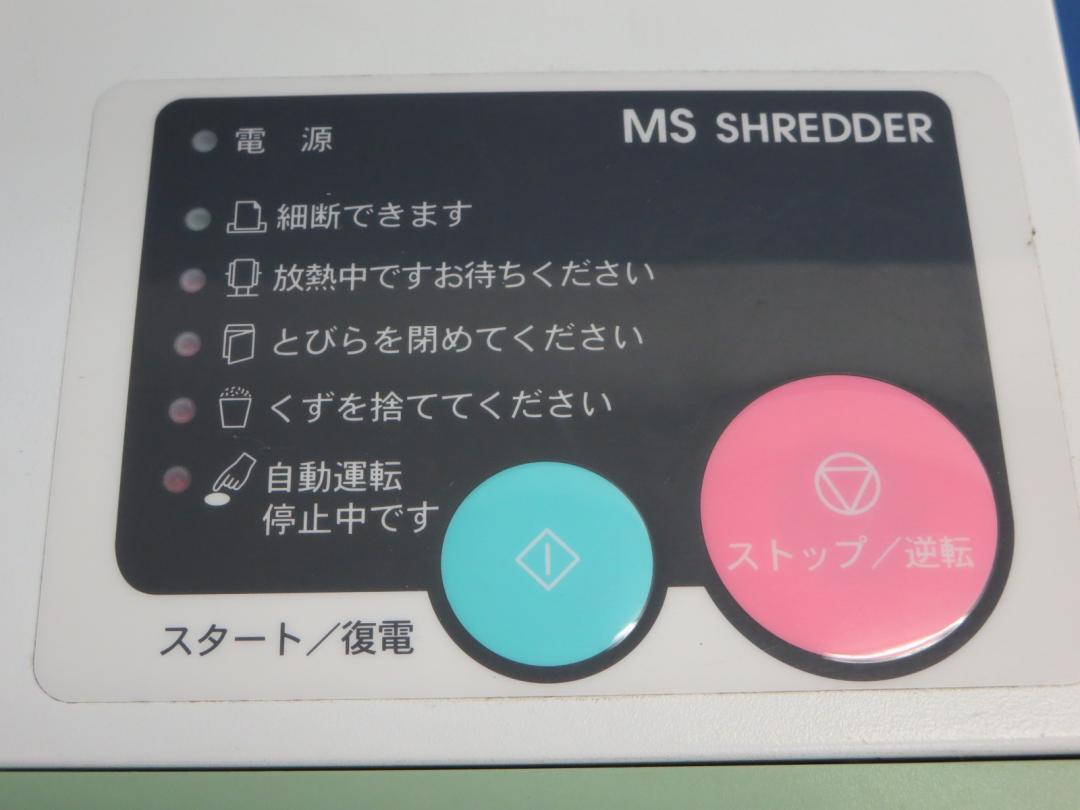 MS SHREDDER
電 源
細断できます
放熱中ですお待ちください
とびらを閉めてください
くずを捨ててください
自動運転
停止中です
ストップ／逆転
スタート／復電